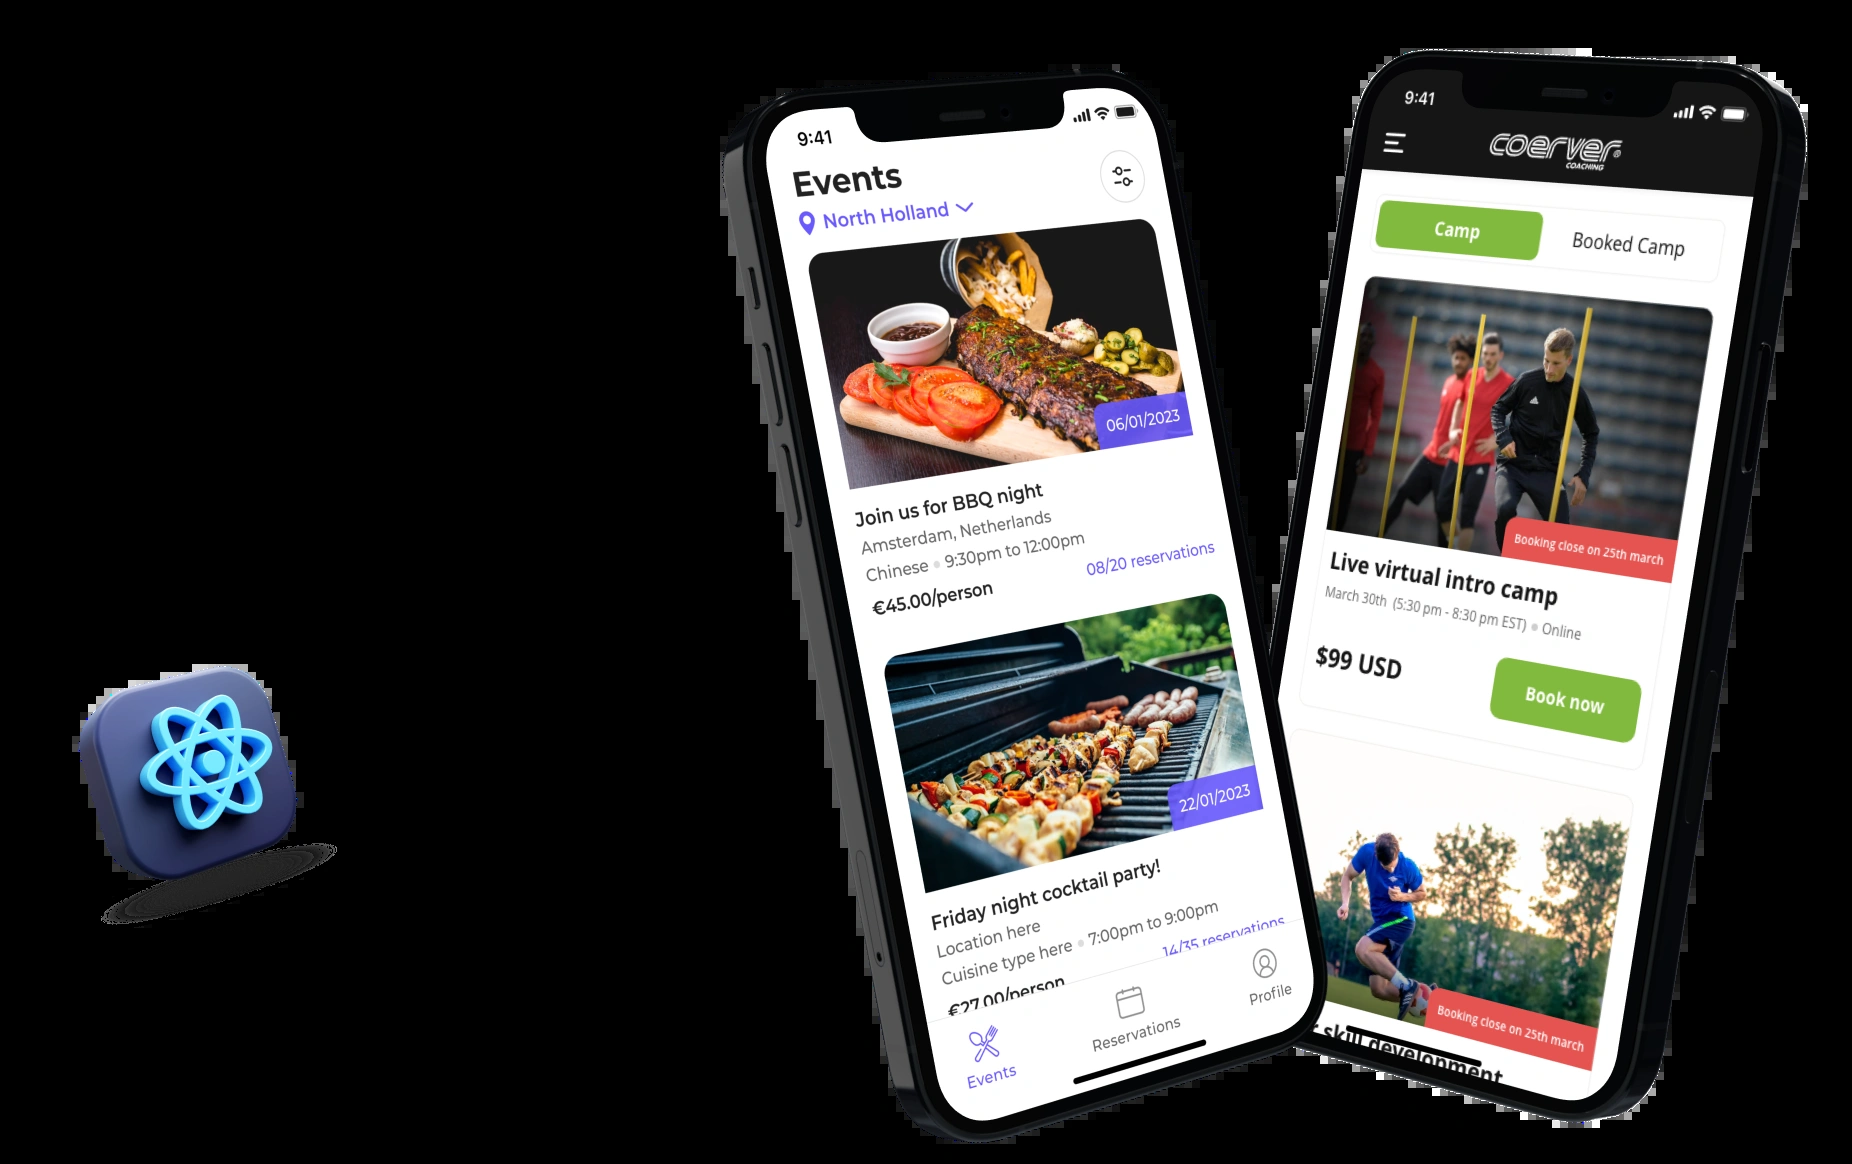 9:41
Events
North Holland
06/01/2023
Join us for BBQ night
Amsterdam, Netherlands
Chinese • 9:30pm to 12:00pm
08/20 reservations
€45.00/person
22/01/2023
Friday night cocktail party!
Location here
Cuisine type here • 7:00pm to 9:00pm
14/35 reservations
€27.00/person
Events
Reservations
Profile
9:41
coerver®
COACHING
Camp
Booked Camp
Booking close on 25th march
Live virtual intro camp
March 30th (5:30 pm - 8:30 pm EST) • Online
$99 USD
Book now
Booking close on 25th march
skill development